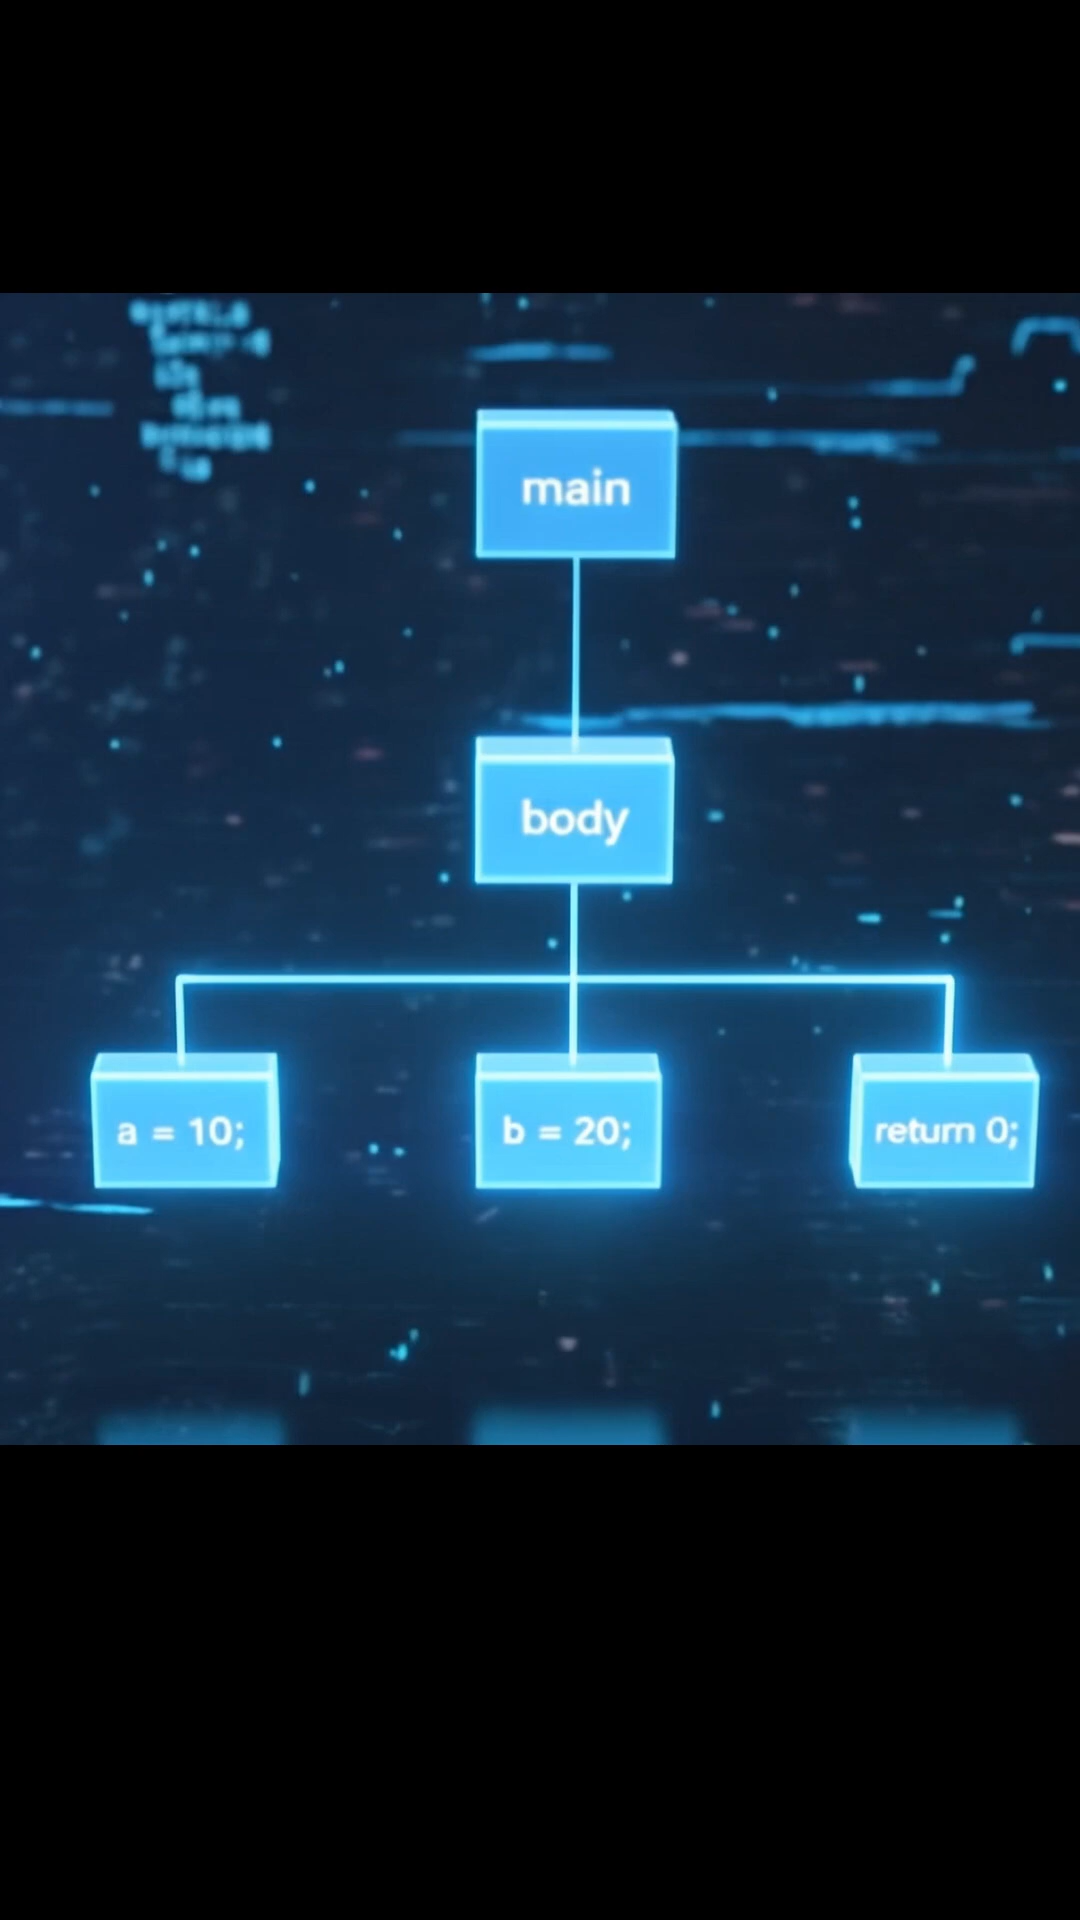 main
body
a = 10;
b = 20;
return 0;